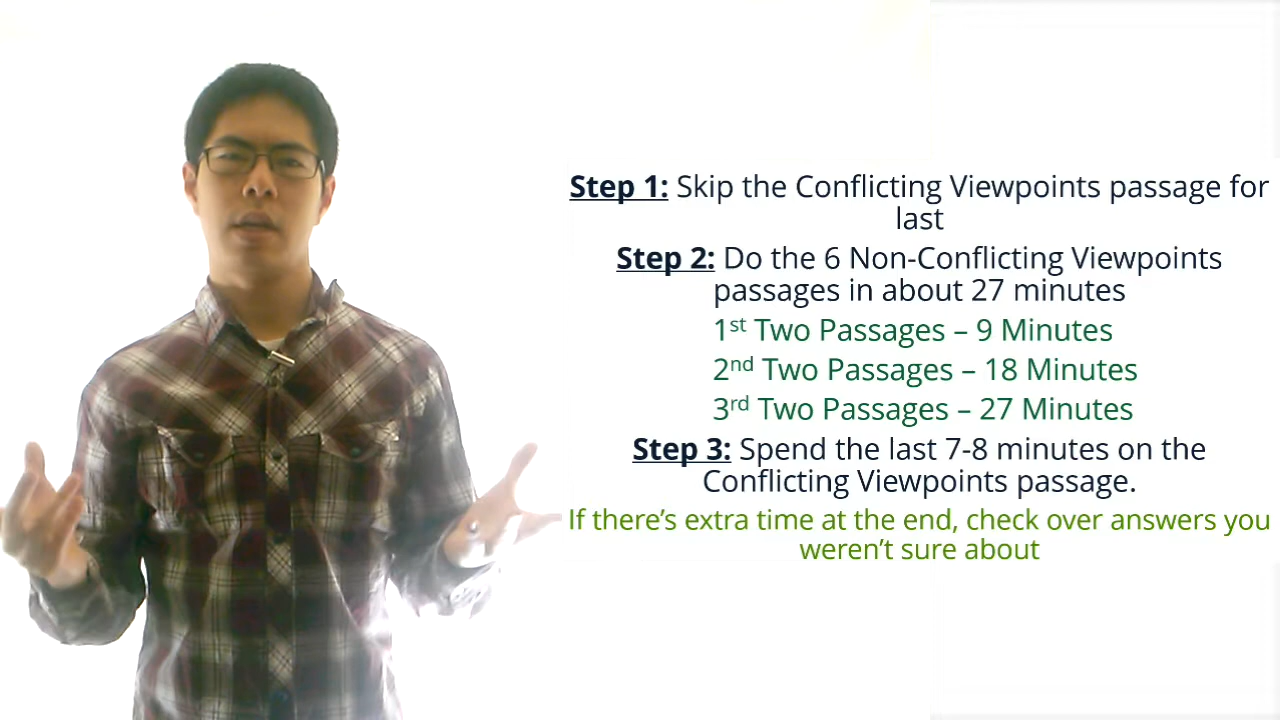 Step 1: Skip the Conflicting Viewpoints passage for
last
Step 2: Do the 6 Non-Conflicting Viewpoints
passages in about 27 minutes
1st Two Passages – 9 Minutes
2nd Two Passages – 18 Minutes
3rd Two Passages – 27 Minutes
Step 3: Spend the last 7-8 minutes on the
Conflicting Viewpoints passage.
If there’s extra time at the end, check over answers you
weren’t sure about